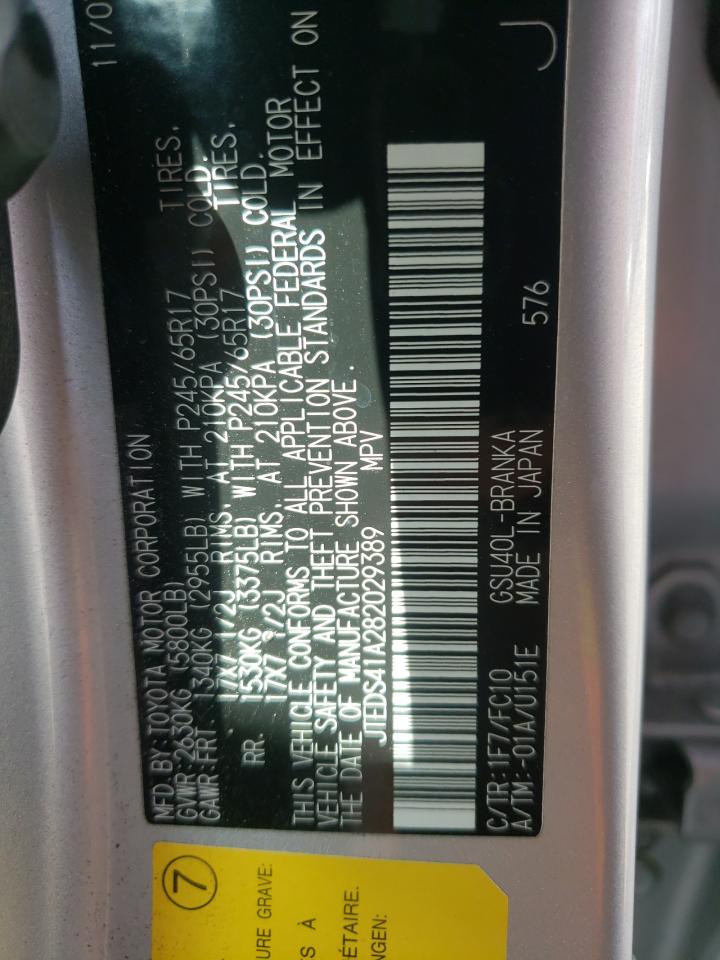 MFD. BY: TOYOTA MOTOR CORPORATION 11/07
GVWR 2630KG (5800LB)
GAWR FRT 1340KG (2955LB) WITH P245/65R17 TIRES,
17X7 1/2J RIMS, AT 210KPA (30PSI) COLD.
RR. 1530KG (3375LB) WITH P245/65R17 TIRES,
17X7 1/2J RIMS, AT 210KPA (30PSI) COLD.
THIS VEHICLE CONFORMS TO ALL APPLICABLE FEDERAL MOTOR
VEHICLE SAFETY AND THEFT PREVENTION STANDARDS IN EFFECT ON
THE DATE OF MANUFACTURE SHOWN ABOVE.
JTEDS41A282029389 MPV
C/TR:1F7/FC10 GSU40L-BRANKA 576 J
A/TM:-01A/U151E MADE IN JAPAN
7
GRAVE:
À